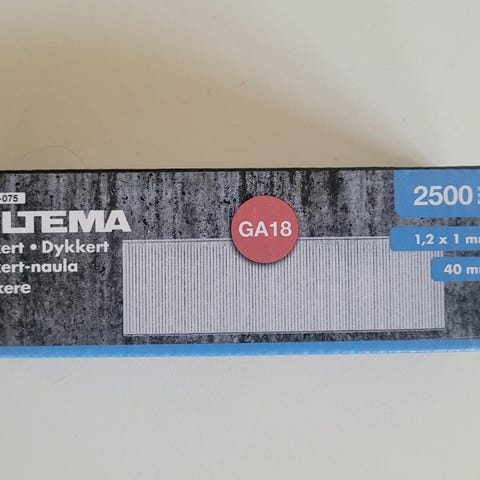 -075
LTEMA
kert • Dykkert
kert-naula
kere
GA18
2500
1,2 x 1 mm
40 mm